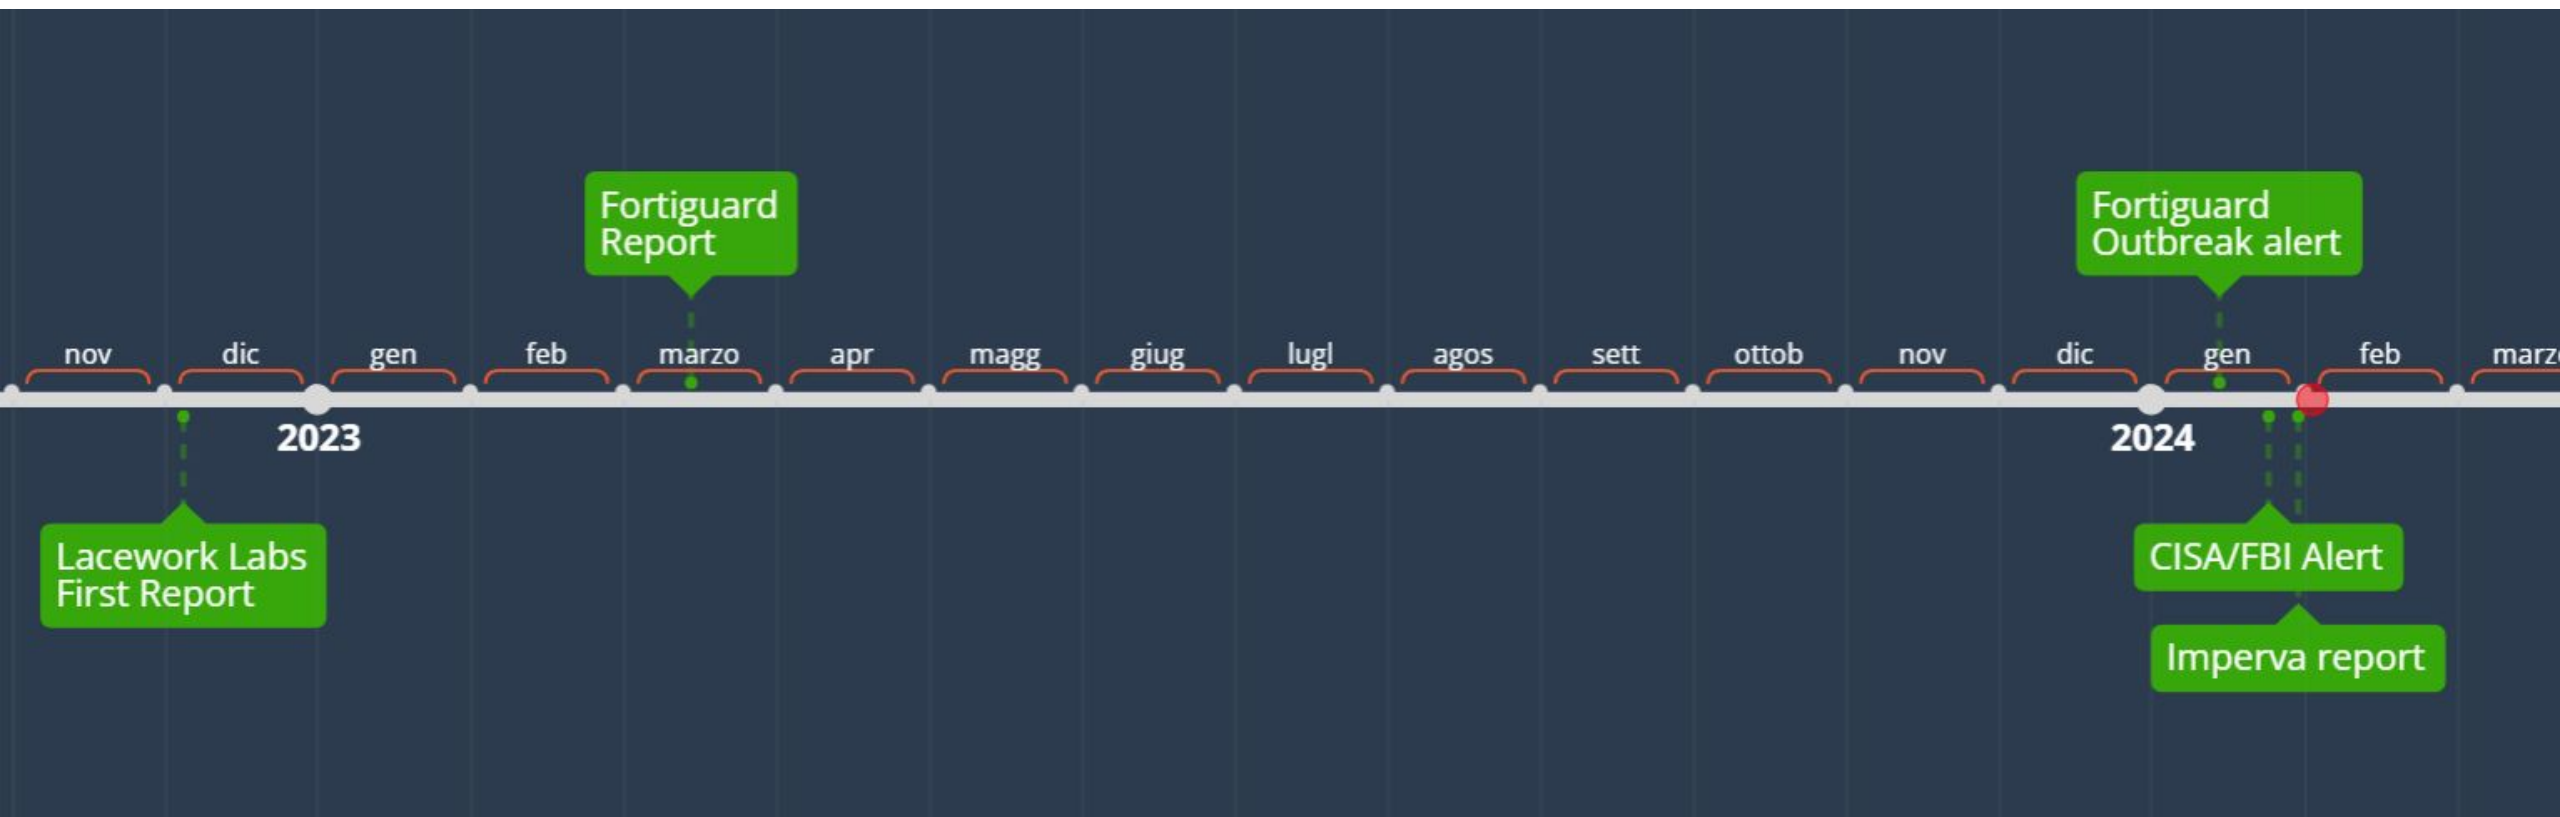 Fortiguard
Report
Fortiguard
Outbreak alert
nov dic gen feb marzo apr magg giug lugl agos sett ottob nov dic gen feb marzo
2023 2024
Lacework Labs
First Report
CISA/FBI Alert
Imperva report